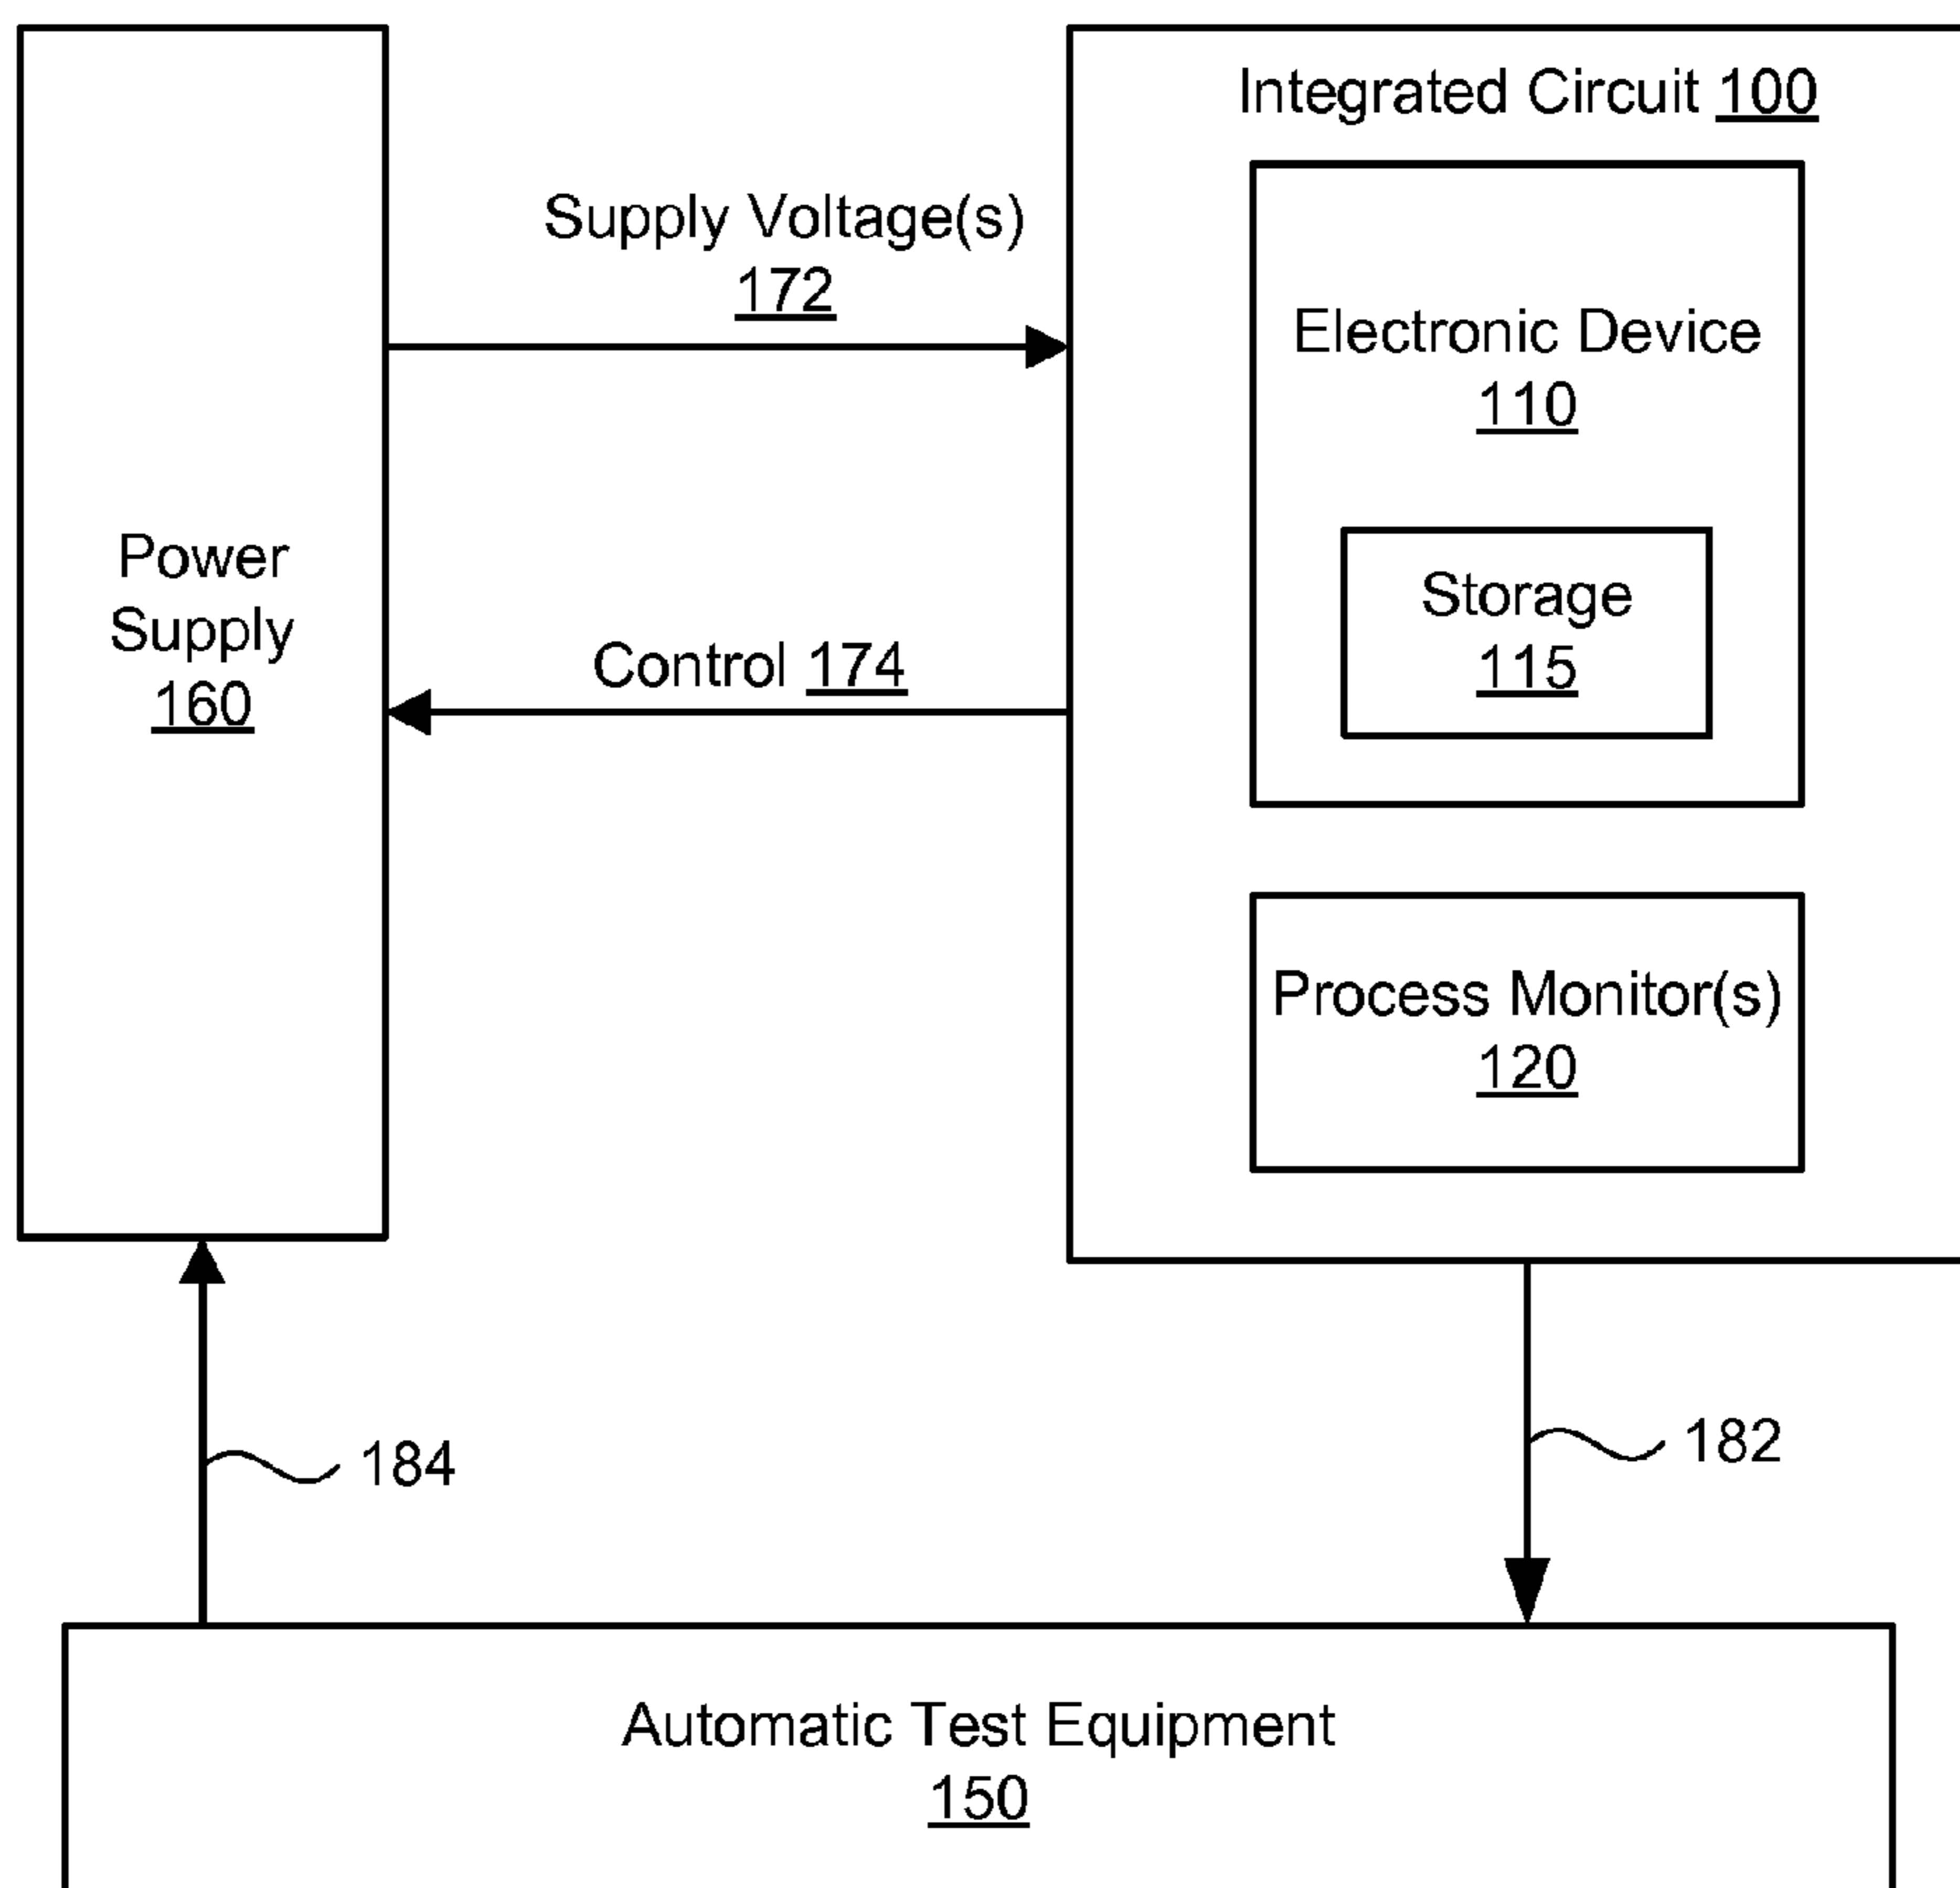 Integrated Circuit 100
Supply Voltage(s)
172
Electronic Device
110
Storage
115
Power
Supply
160
Control 174
Process Monitor(s)
120
184
182
Automatic Test Equipment
150